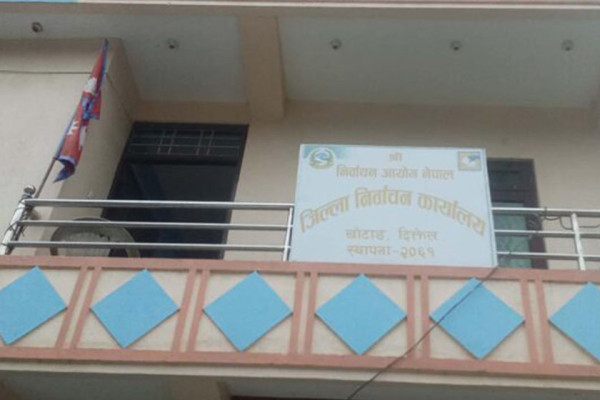 श्री
निर्वाचन आयोग नेपाल
जिल्ला निर्वाचन कार्यालय
खोटाङ, दिक्तेल
स्थापना-२०६१